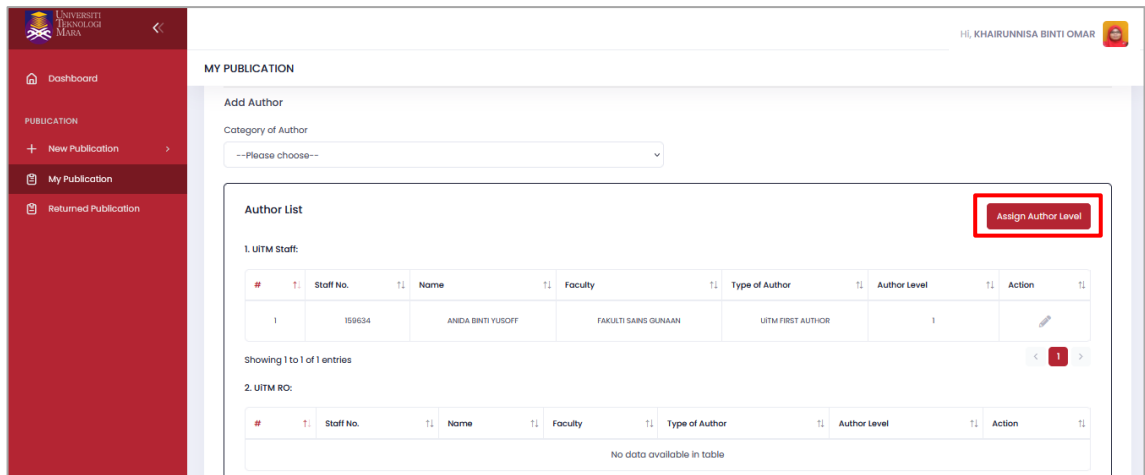 UNIVERSITI
TEKNOLOGI
MARA
Hi, KHAIRUNNISA BINTI OMAR
MY PUBLICATION
Dashboard
PUBLICATION
New Publication
My Publication
Returned Publication
Add Author
Category of Author
--Please choose--
Author List
Assign Author Level
1. UiTM Staff:
# Staff No. Name Faculty Type of Author Author Level Action
1 159634 ANIDA BINTI YUSOFF FAKULTI SAINS GUNAAN UiTM FIRST AUTHOR 1
Showing 1 to 1 of 1 entries
1
2. UiTM RO:
# Staff No. Name Faculty Type of Author Author Level Action
No data available in table